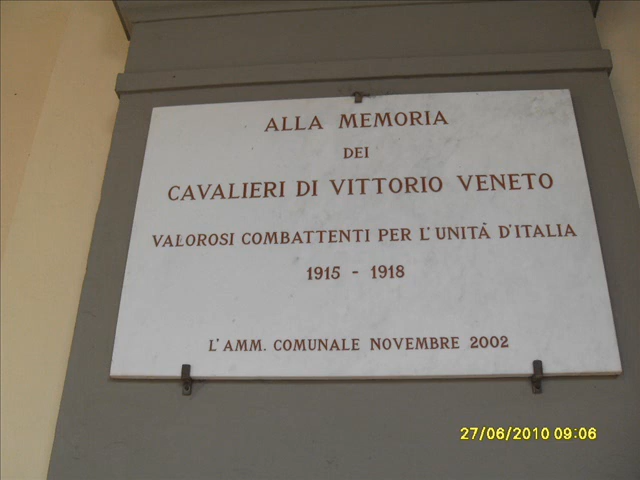 ALLA MEMORIA
DEI
CAVALIERI DI VITTORIO VENETO
VALOROSI COMBATTENTI PER L'UNITÀ D'ITALIA
1915 - 1918
L'AMM. COMUNALE NOVEMBRE 2002
27/06/2010 09:06